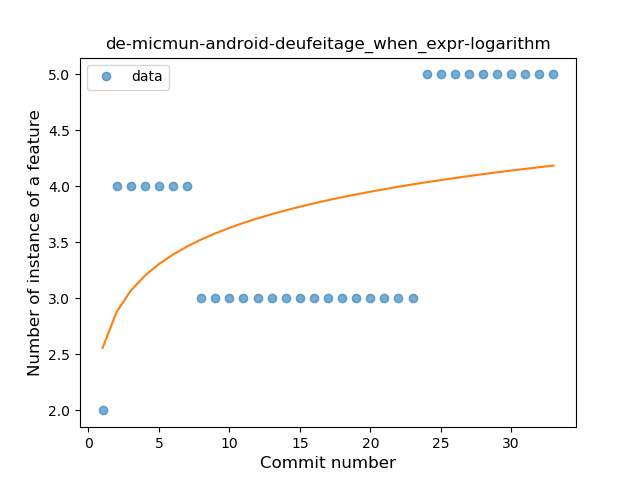 de-micmun-android-deufeitage_when_expr-logarithm
data
Number of instance of a feature
5.0
4.5
4.0
3.5
3.0
2.5
2.0
0 5 10 15 20 25 30
Commit number